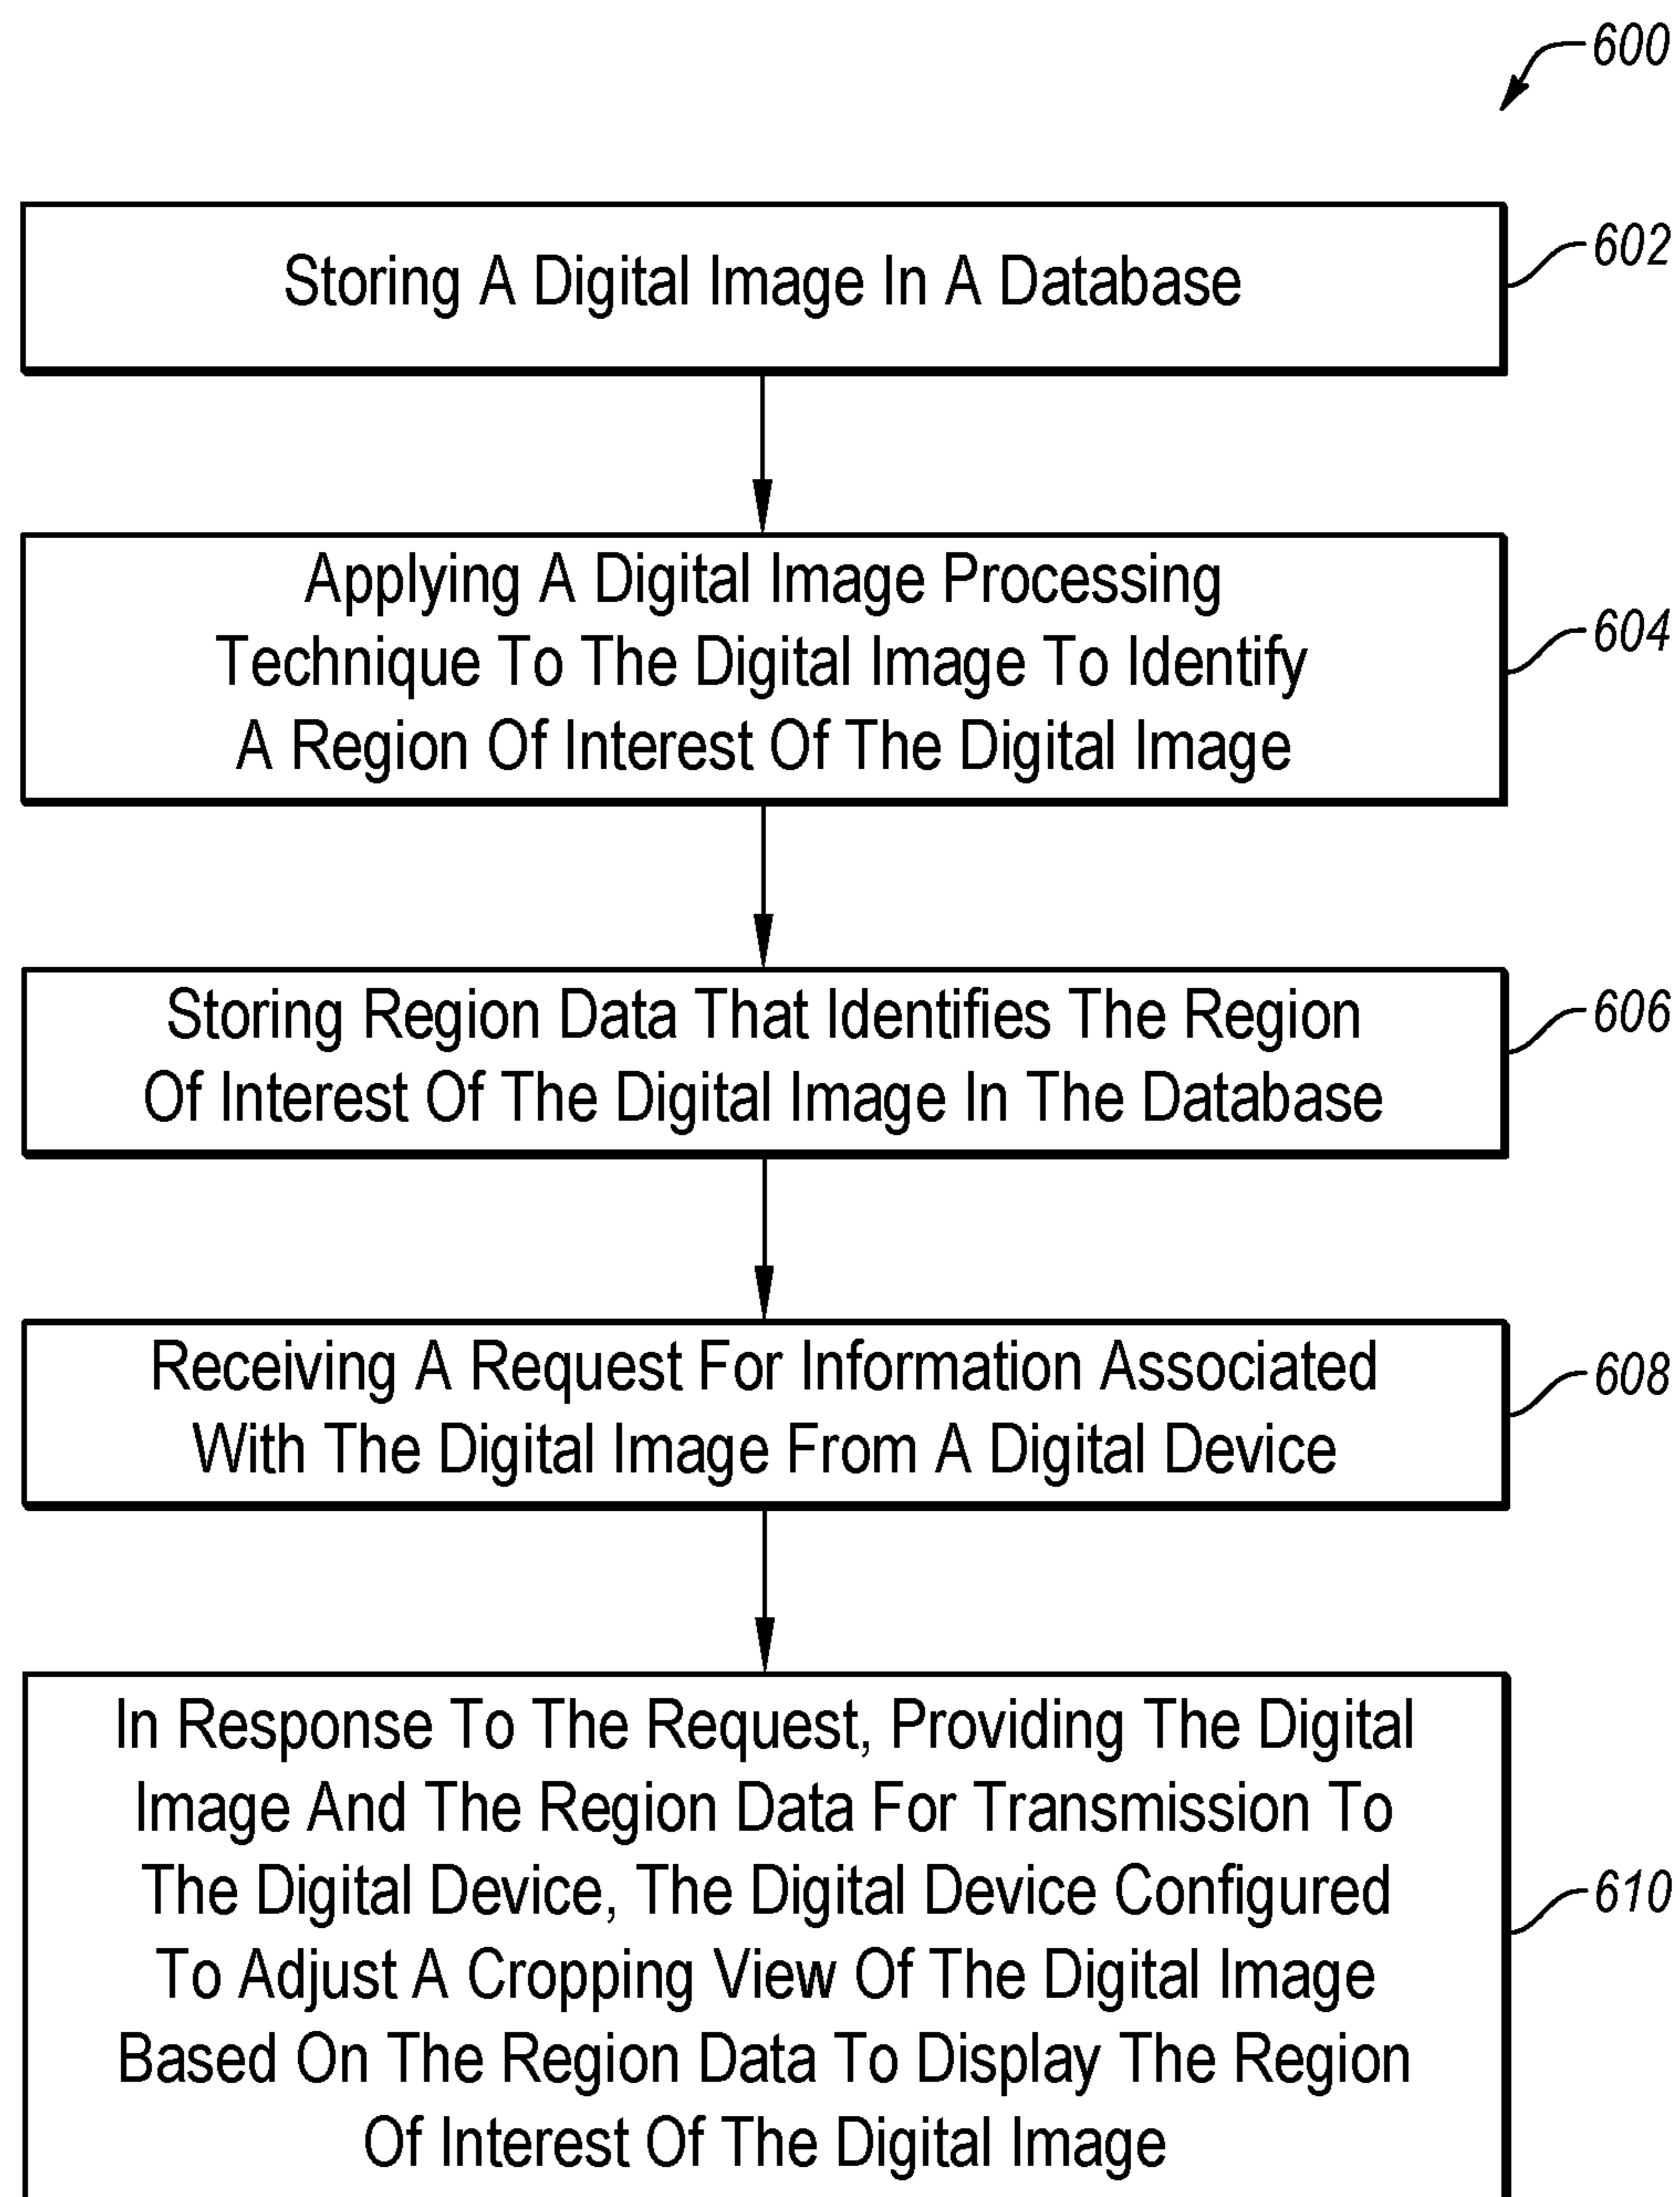 600
Storing A Digital Image In A Database
602
Applying A Digital Image Processing
Technique To The Digital Image To Identify
A Region Of Interest Of The Digital Image
604
Storing Region Data That Identifies The Region
Of Interest Of The Digital Image In The Database
606
Receiving A Request For Information Associated
With The Digital Image From A Digital Device
608
In Response To The Request, Providing The Digital
Image And The Region Data For Transmission To
The Digital Device, The Digital Device Configured
To Adjust A Cropping View Of The Digital Image
Based On The Region Data To Display The Region
Of Interest Of The Digital Image
610